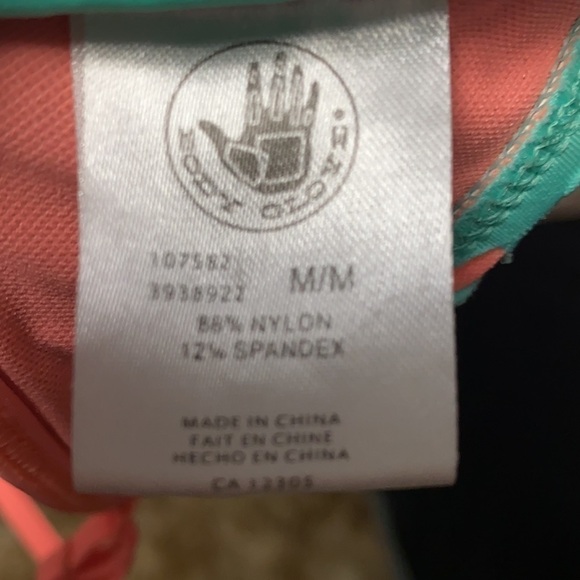 BODY GLOVE
107582
3938922
M/M
88% NYLON
12% SPANDEX
MADE IN CHINA
FAIT EN CHINE
HECHO EN CHINA
CA 12305